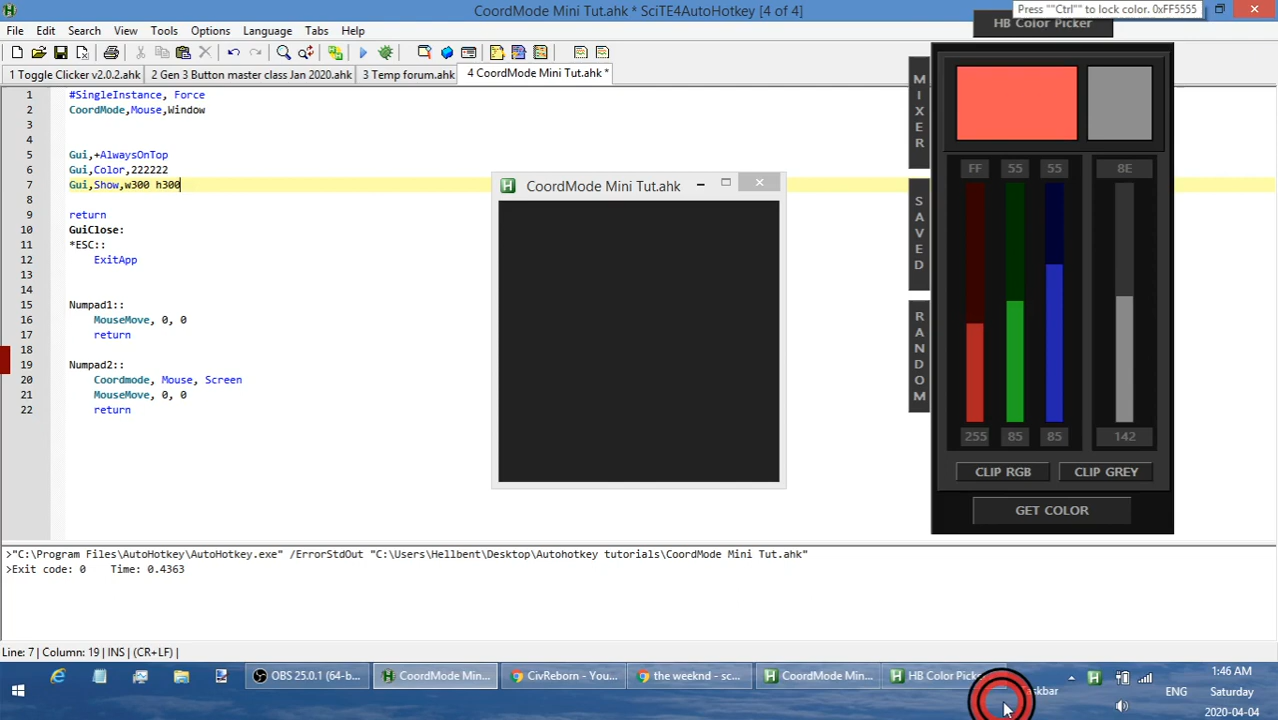 CoordMode Mini Tut.ahk * SciTE4AutoHotkey [4 of 4]
Press ""Ctrl"" to lock color. 0xFF5555
HB Color Picker
File Edit Search View Tools Options Language Tabs Help
1 Toggle Clicker v2.0.2.ahk 2 Gen 3 Button master class Jan 2020.ahk 3 Temp forum.ahk 4 CoordMode Mini Tut.ahk *
1 #SingleInstance, Force
2 CoordMode,Mouse,Window
3
4
5 Gui,+AlwaysOnTop
6 Gui,Color,222222
7 Gui,Show,w300 h300
8
9 return
10 GuiClose:
11 *ESC::
12 ExitApp
13
14
15 Numpad1::
16 MouseMove, 0, 0
17 return
18
19 Numpad2::
20 Coordmode, Mouse, Screen
21 MouseMove, 0, 0
22 return
CoordMode Mini Tut.ahk
MIXER
SAVED
RANDOM
FF 55 55 8E
255 85 85 142
CLIP RGB CLIP GREY
GET COLOR
>"C:\Program Files\AutoHotkey\AutoHotkey.exe" /ErrorStdOut "C:\Users\Hellbent\Desktop\Autohotkey tutorials\CoordMode Mini Tut.ahk"
>Exit code: 0 Time: 0.4363
Line: 7 | Column: 19 | INS | (CR+LF) |
OBS 25.0.1 (64-b... CoordMode Min... CivReborn - You... the weeknd - sc... CoordMode Min... HB Color Picke
ENG
1:46 AM
Saturday
2020-04-04